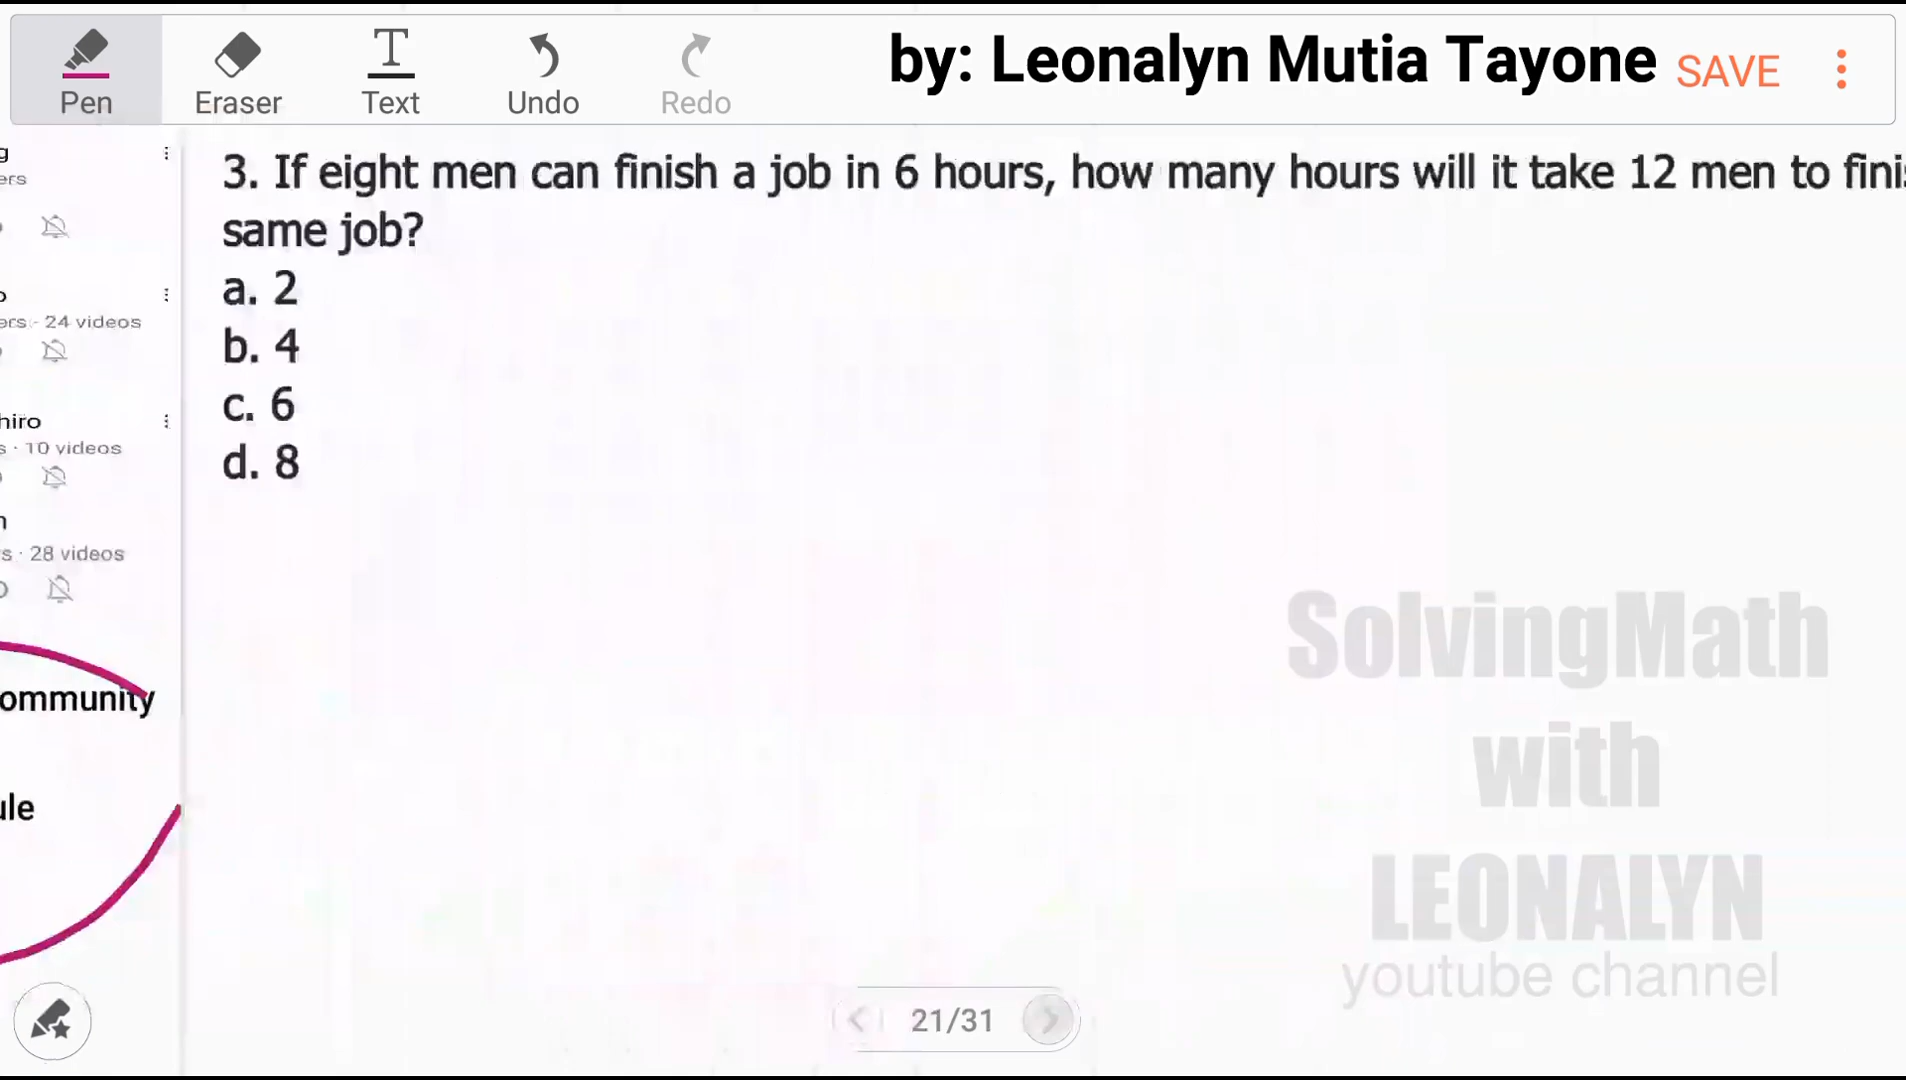 by: Leonalyn Mutia Tayone
SAVE
Pen
Eraser
Text
Undo
Redo
3. If eight men can finish a job in 6 hours, how many hours will it take 12 men to finis
same job?
a. 2
b. 4
c. 6
d. 8
g
ers
ers - 24 videos
hiro
s · 10 videos
n
s · 28 videos
ommunity
ule
SolvingMath
with
LEONALYN
youtube channel
21/31